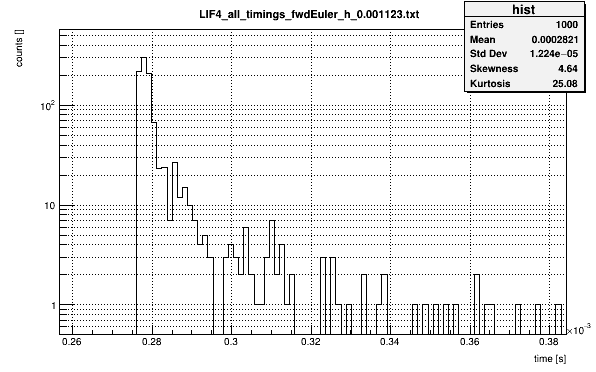 LIF4_all_timings_fwdEuler_h_0.001123.txt
hist
Entries 1000
Mean 0.0002821
Std Dev 1.224e−05
Skewness 4.64
Kurtosis 25.08
counts []
10²
10
1
0.26 0.28 0.3 0.32 0.34 0.36 0.38
×10⁻³
time [s]